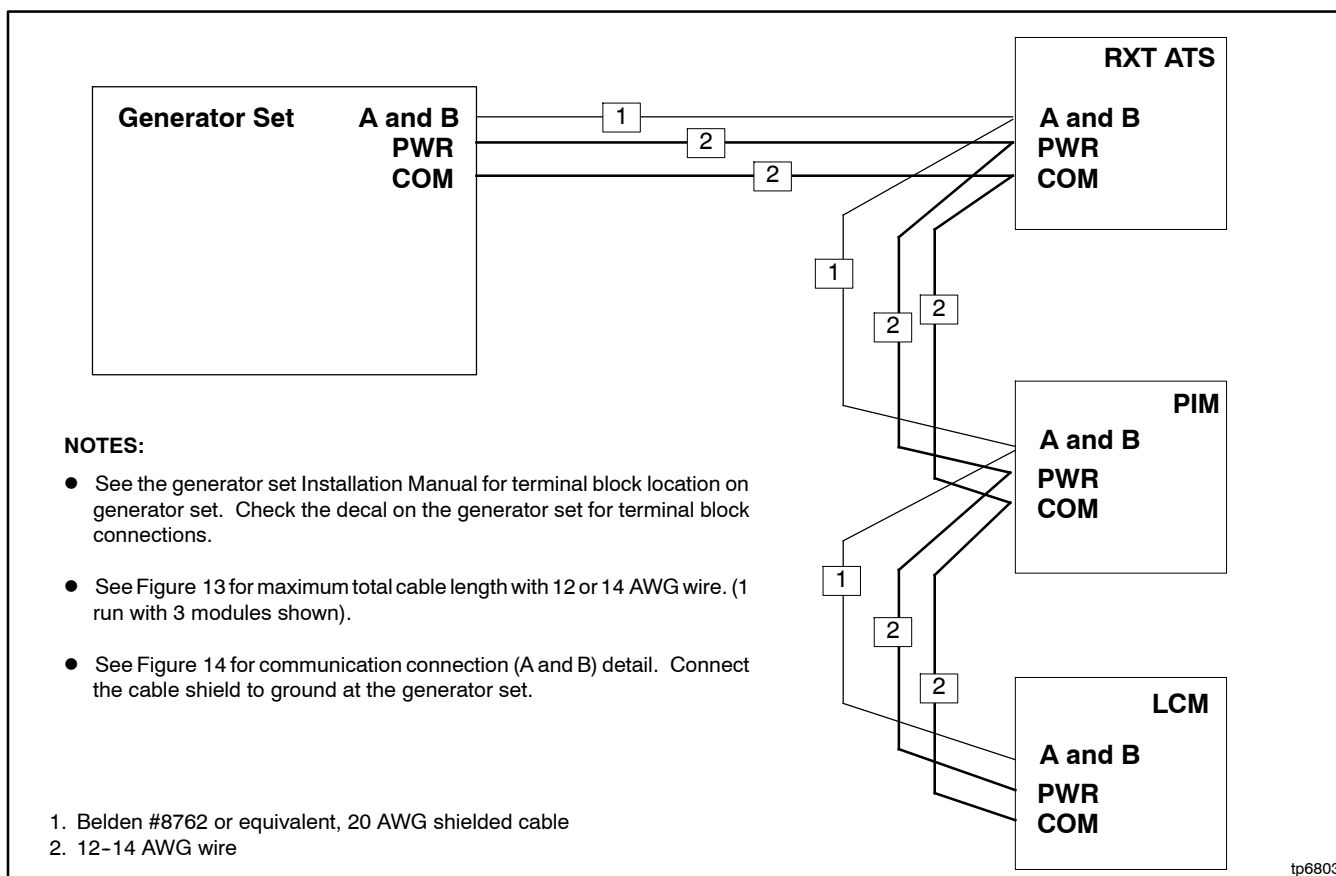 RXT ATS
Generator Set A and B
PWR
COM
1
2
2
A and B
PWR
COM
1
2
2
PIM
A and B
PWR
COM
NOTES:
● See the generator set Installation Manual for terminal block location on
generator set. Check the decal on the generator set for terminal block
connections.
● See Figure 13 for maximum total cable length with 12 or 14 AWG wire. (1
run with 3 modules shown).
● See Figure 14 for communication connection (A and B) detail. Connect
the cable shield to ground at the generator set.
1
2
2
LCM
A and B
PWR
COM
1. Belden #8762 or equivalent, 20 AWG shielded cable
2. 12-14 AWG wire
tp6803